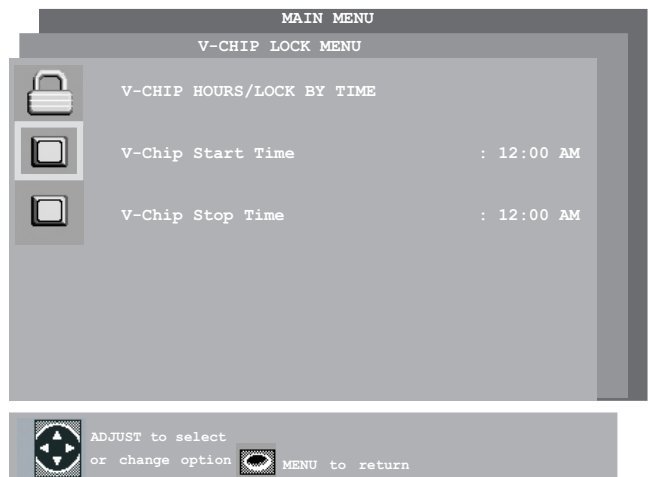 MAIN MENU
V-CHIP LOCK MENU
V-CHIP HOURS/LOCK BY TIME
V-Chip Start Time : 12:00 AM
V-Chip Stop Time : 12:00 AM
ADJUST to select
or change option MENU to return